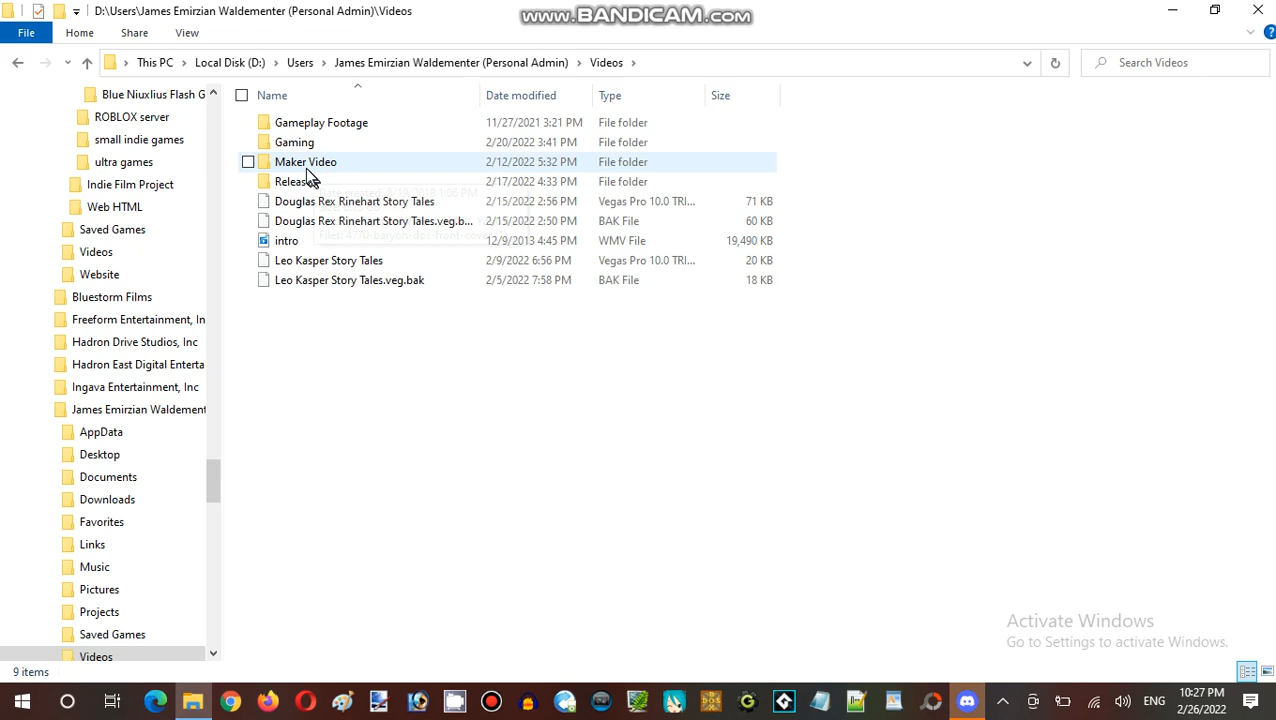 D:\Users\James Emirzian Waldementer (Personal Admin)\Videos
www.BANDICAM.com
File Home Share View
This PC Local Disk (D:) Users James Emirzian Waldementer (Personal Admin) Videos
Search Videos
Name Date modified Type Size
Gameplay Footage 11/27/2021 3:21 PM File folder
Gaming 2/20/2022 3:41 PM File folder
Maker Video 2/12/2022 5:32 PM File folder
2/17/2022 4:33 PM File folder
Douglas Rex Rinehart Story Tales 2/15/2022 2:56 PM Vegas Pro 10.0 TRI... 71 KB
Douglas Rex Rinehart Story Tales.veg.b... 2/15/2022 2:50 PM BAK File 60 KB
intro 12/9/2013 4:45 PM WMV File 19,490 KB
Leo Kasper Story Tales 2/9/2022 6:56 PM Vegas Pro 10.0 TRI... 20 KB
Leo Kasper Story Tales.veg.bak 2/5/2022 7:58 PM BAK File 18 KB
Blue Niuxlius Flash G
ROBLOX server
small indie games
ultra games
Indie Film Project
Web HTML
Saved Games
Videos
Website
Bluestorm Films
Freeform Entertainment, In
Hadron Drive Studios, Inc
Hadron East Digital Enterta
Ingava Entertainment, Inc
James Emirzian Waldement
AppData
Desktop
Documents
Downloads
Favorites
Links
Music
Pictures
Projects
Saved Games
Videos
Activate Windows
Go to Settings to activate Windows.
9 items
ENG
10:27 PM
2/26/2022